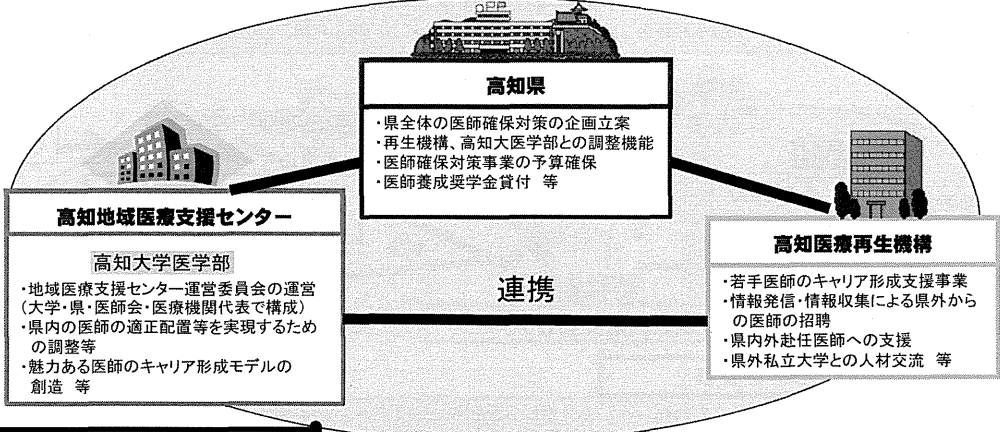 高知県
・県全体の医師確保対策の企画立案
・再生機構、高知大医学部との調整機能
・医師確保対策事業の予算確保
・医師養成奨学金貸付 等
高知地域医療支援センター
高知大学医学部
・地域医療支援センター運営委員会の運営
(大学・県・医師会・医療機関代表で構成)
・県内の医師の適正配置等を実現するため
の調整等
・魅力ある医師のキャリア形成モデルの
創造 等
連携
高知医療再生機構
・若手医師のキャリア形成支援事業
・情報発信・情報収集による県外から
の医師の招聘
・県内外赴任医師への支援
・県外私立大学との人材交流 等